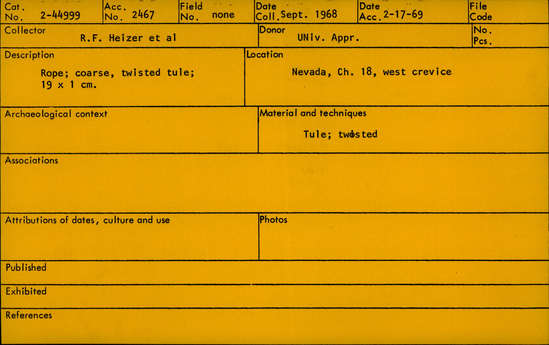 Cat. No. 2-44999 Acc. No. 2467 Field No. none Date Coll. Sept. 1968 Date Acc. 2-17-69 File Code
Collector R.F. Heizer et al Donor UNiv. Appr. No. Pcs.
Description Location
Rope; coarse, twisted tule; Nevada, Ch. 18, west crevice
19 x 1 cm.
Archaeological context Material and techniques
Tule; twosted
Associations
Attributions of dates, culture and use Photos
Published
Exhibited
References